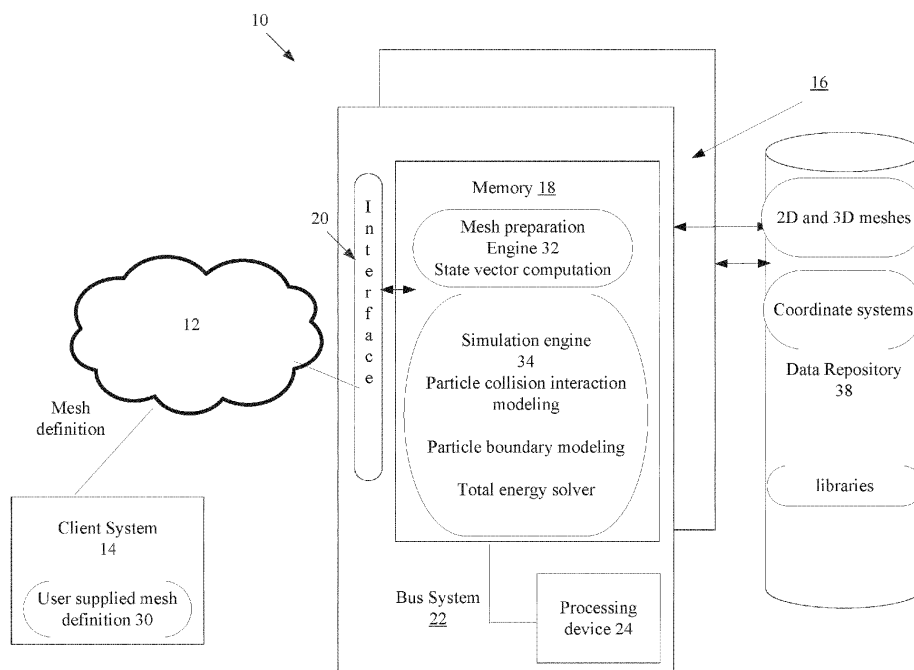 10
16
Memory 18
20
Interface
Mesh preparation
Engine 32
State vector computation
2D and 3D meshes
12
Simulation engine
34
Particle collision interaction
modeling
Particle boundary modeling
Total energy solver
Coordinate systems
Data Repository
38
libraries
Mesh
definition
Client System
14
User supplied mesh
definition 30
Bus System
22
Processing
device 24